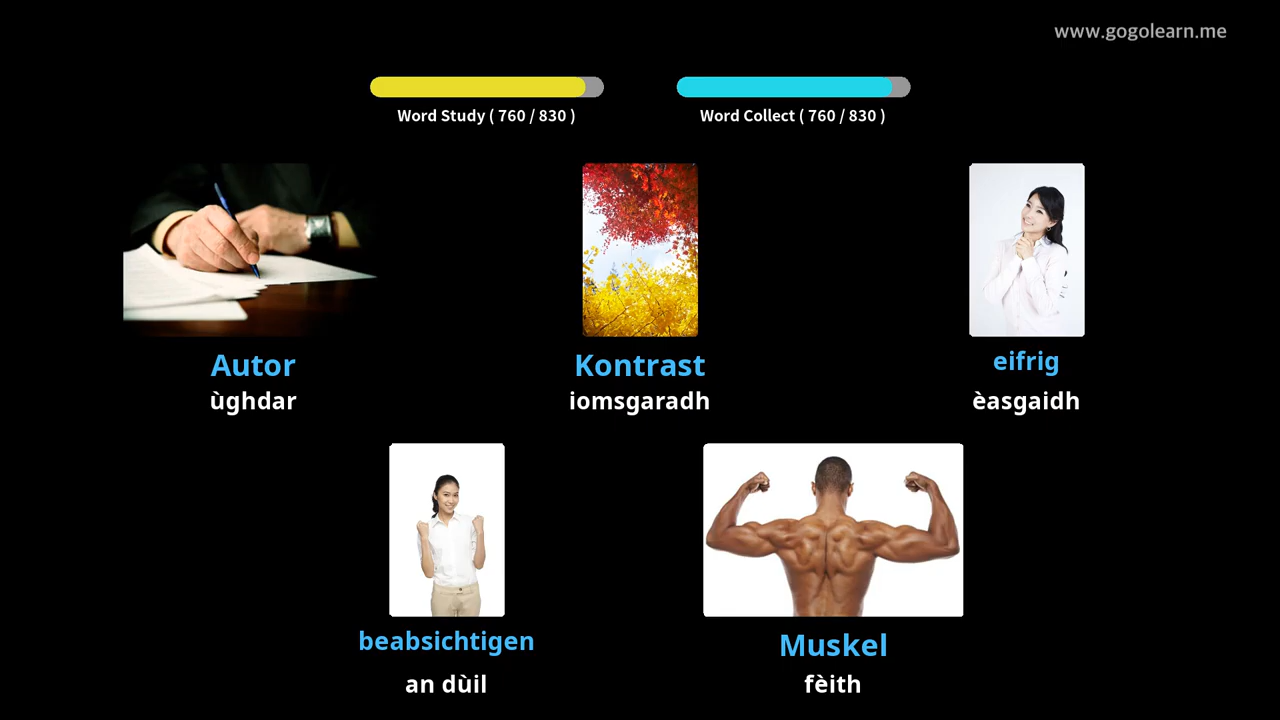 www.gogolearn.me
Word Study ( 760 / 830 )
Word Collect ( 760 / 830 )
Autor
ùghdar
Kontrast
iomsgaradh
eifrig
èasgaidh
beabsichtigen
an dùil
Muskel
fèith